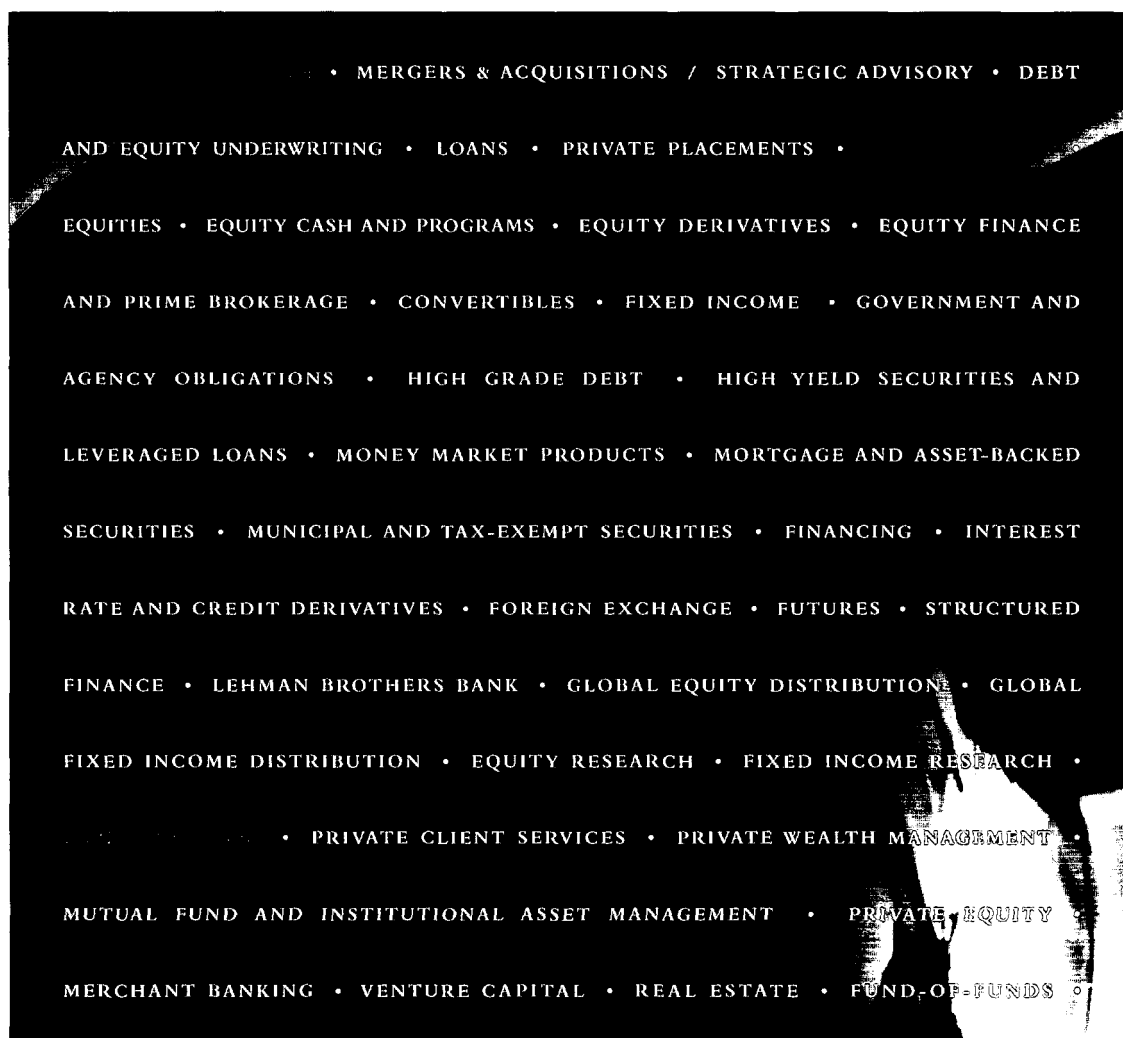 • MERGERS & ACQUISITIONS / STRATEGIC ADVISORY • DEBT
AND EQUITY UNDERWRITING • LOANS • PRIVATE PLACEMENTS •
EQUITIES • EQUITY CASH AND PROGRAMS • EQUITY DERIVATIVES • EQUITY FINANCE
AND PRIME BROKERAGE • CONVERTIBLES • FIXED INCOME • GOVERNMENT AND
AGENCY OBLIGATIONS • HIGH GRADE DEBT • HIGH YIELD SECURITIES AND
LEVERAGED LOANS • MONEY MARKET PRODUCTS • MORTGAGE AND ASSET-BACKED
SECURITIES • MUNICIPAL AND TAX-EXEMPT SECURITIES • FINANCING • INTEREST
RATE AND CREDIT DERIVATIVES • FOREIGN EXCHANGE • FUTURES • STRUCTURED
FINANCE • LEHMAN BROTHERS BANK • GLOBAL EQUITY DISTRIBUTION • GLOBAL
FIXED INCOME DISTRIBUTION • EQUITY RESEARCH • FIXED INCOME RESEARCH •
• PRIVATE CLIENT SERVICES • PRIVATE WEALTH MANAGEMENT •
MUTUAL FUND AND INSTITUTIONAL ASSET MANAGEMENT • PRIVATE EQUITY •
MERCHANT BANKING • VENTURE CAPITAL • REAL ESTATE • FUND-OF-FUNDS •